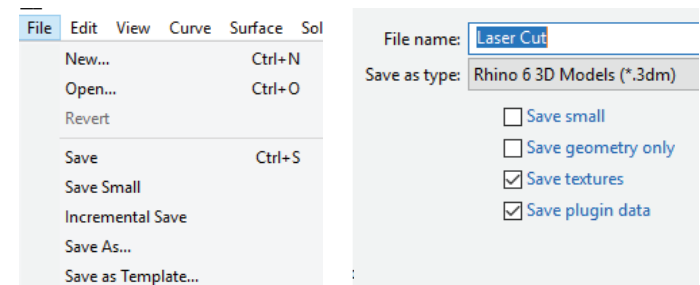 File Edit View Curve Surface Sol
New... Ctrl+N
Open... Ctrl+O
Revert
Save Ctrl+S
Save Small
Incremental Save
Save As...
Save as Template...
File name: Laser Cut
Save as type: Rhino 6 3D Models (*.3dm)
Save small
Save geometry only
Save textures
Save plugin data